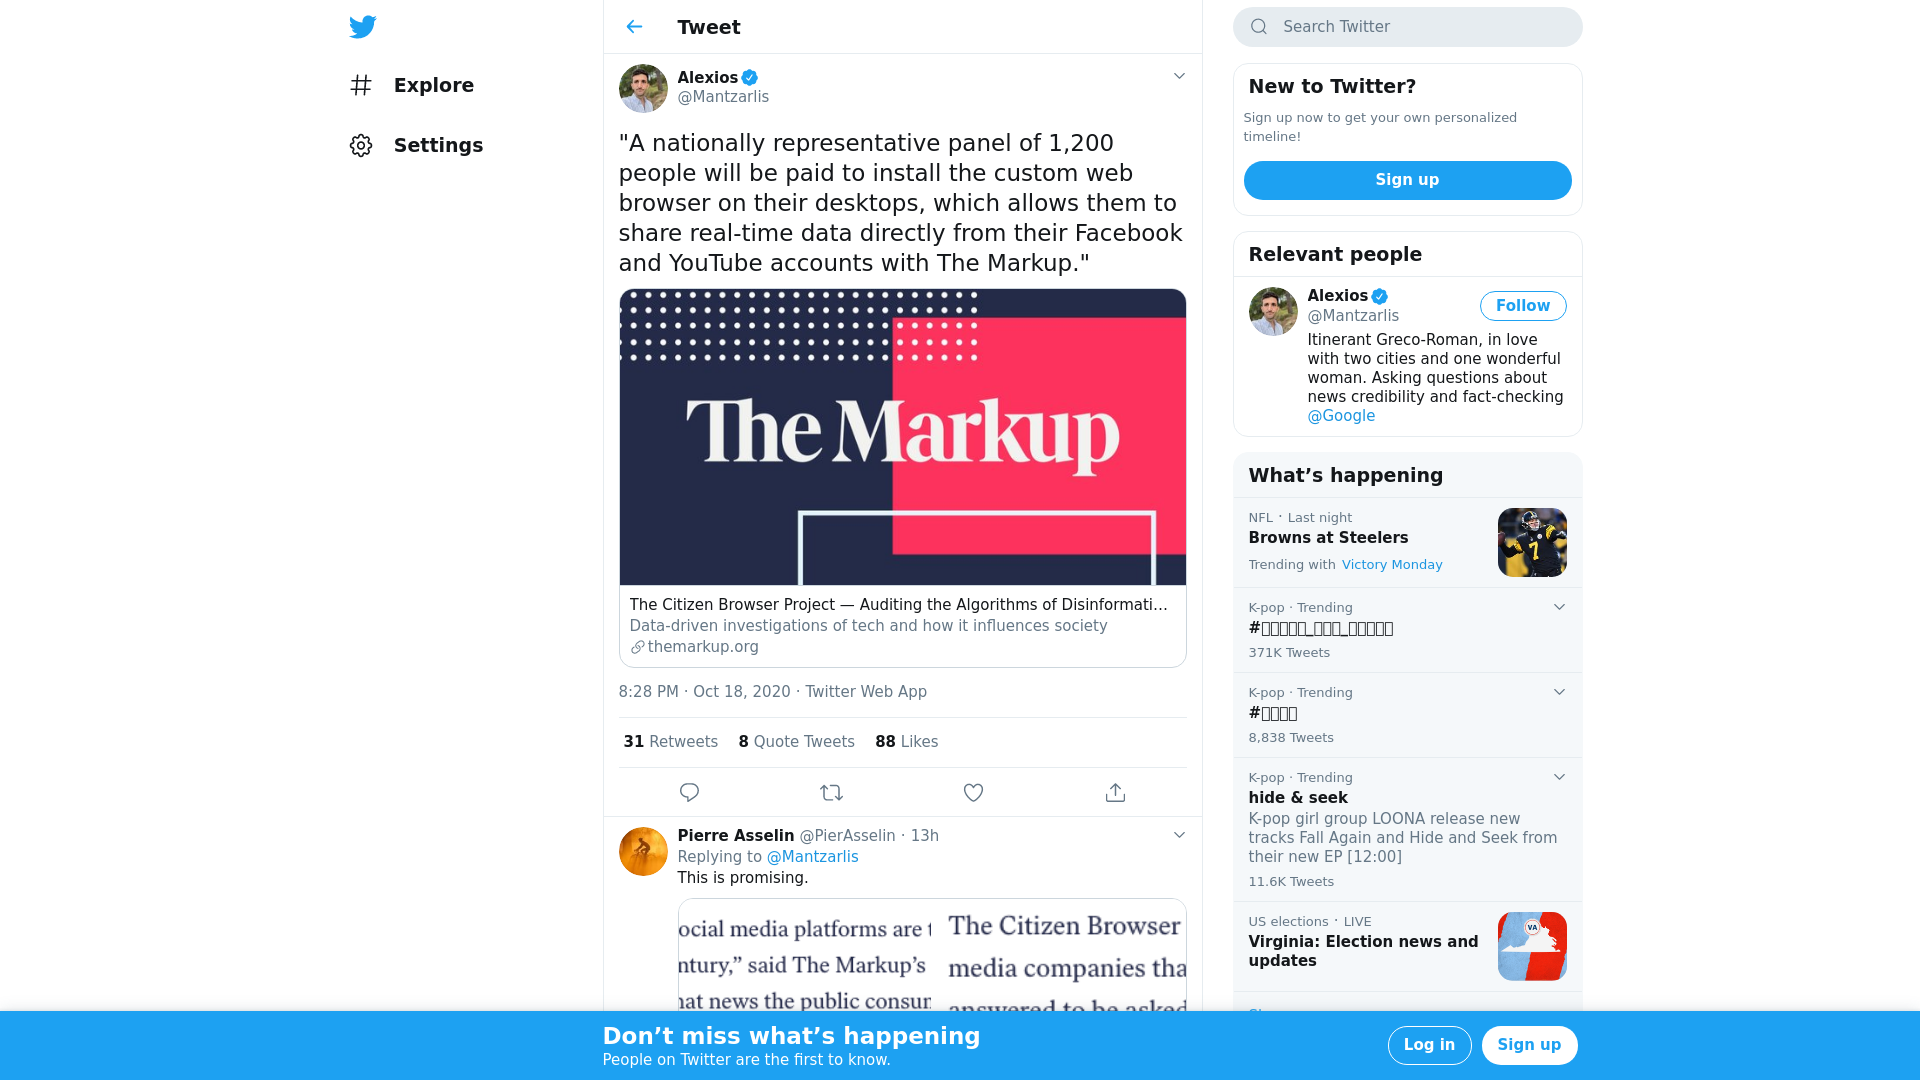 Explore
Settings
Tweet
Alexios
@Mantzarlis
"A nationally representative panel of 1,200
people will be paid to install the custom web
browser on their desktops, which allows them to
share real-time data directly from their Facebook
and YouTube accounts with The Markup."
The Markup
The Citizen Browser Project — Auditing the Algorithms of Disinformati…
Data-driven investigations of tech and how it influences society
themarkup.org
8:28 PM · Oct 18, 2020 · Twitter Web App
31 Retweets 8 Quote Tweets 88 Likes
Pierre Asselin @PierAsselin · 13h
Replying to @Mantzarlis
This is promising.
ocial media platforms are
ntury,” said The Markup’s
at news the public consu
The Citizen Browser
media companies tha
answered to be asked
Search Twitter
New to Twitter?
Sign up now to get your own personalized
timeline!
Sign up
Relevant people
Alexios
@Mantzarlis
Follow
Itinerant Greco-Roman, in love
with two cities and one wonderful
woman. Asking questions about
news credibility and fact-checking
@Google
What’s happening
NFL · Last night
Browns at Steelers
Trending with Victory Monday
7
K-pop · Trending
#▯▯▯▯▯_▯▯▯_▯▯▯▯▯
371K Tweets
K-pop · Trending
#▯▯▯▯
8,838 Tweets
K-pop · Trending
hide & seek
K-pop girl group LOONA release new
tracks Fall Again and Hide and Seek from
their new EP [12:00]
11.6K Tweets
US elections · LIVE
Virginia: Election news and
updates
VA
Don’t miss what’s happening
People on Twitter are the first to know.
Log in
Sign up